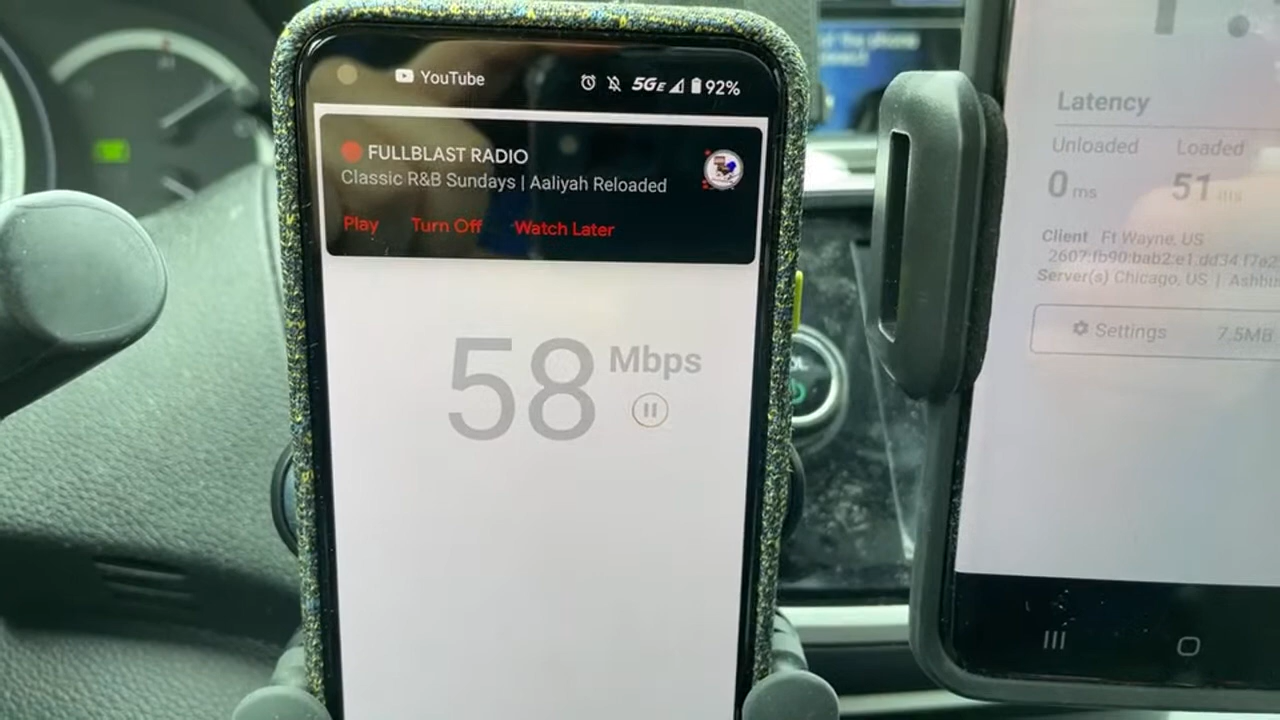 YouTube
5GE 92%
FULLBLAST RADIO
Classic R&B Sundays | Aaliyah Reloaded
Play Turn Off Watch Later
58 Mbps
Latency
Unloaded Loaded
0 ms 51 ms
Client Ft Wayne, US
Server(s) Chicago, US |
Settings 7.5MB